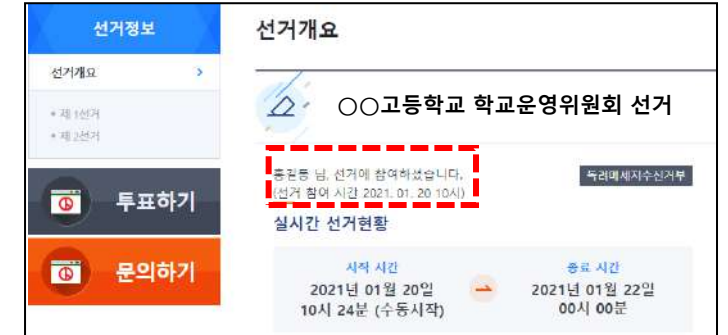 선거정보
선거개요
선거개요 >
• 제 1선거
• 제 2선거
○○고등학교 학교운영위원회 선거
홍길동 님, 선거에 참여하셨습니다.
(선거 참여 시간 2021. 01. 20 10시)
독려메세지수신거부
투표하기
실시간 선거현황
문의하기
시작 시간
종료 시간
2021년 01월 20일
10시 24분 (수동시작)
2021년 01월 22일
00시 00분